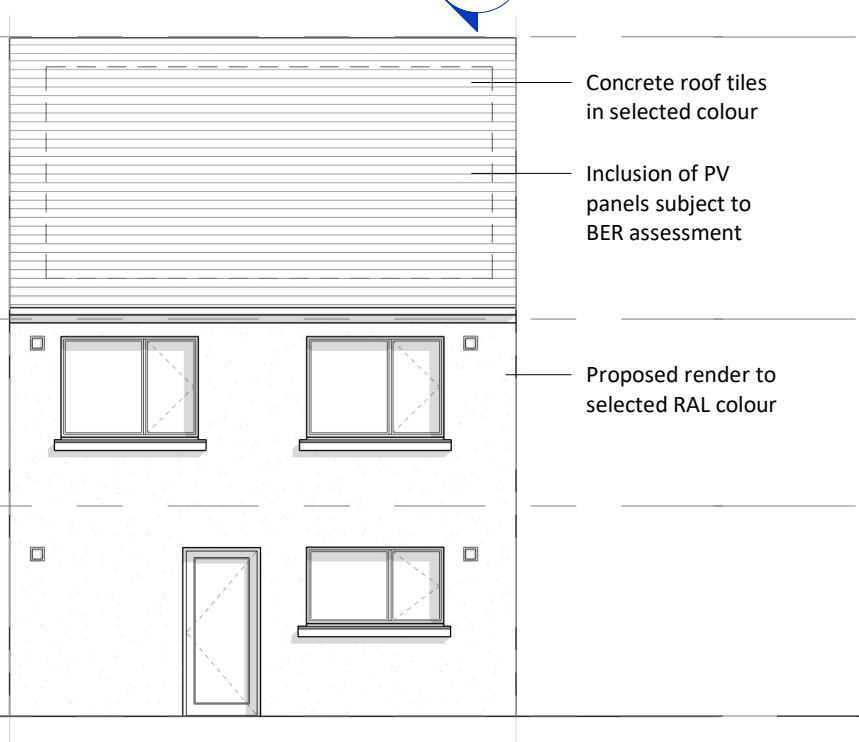 Concrete roof tiles
in selected colour
Inclusion of PV
panels subject to
BER assessment
Proposed render to
selected RAL colour